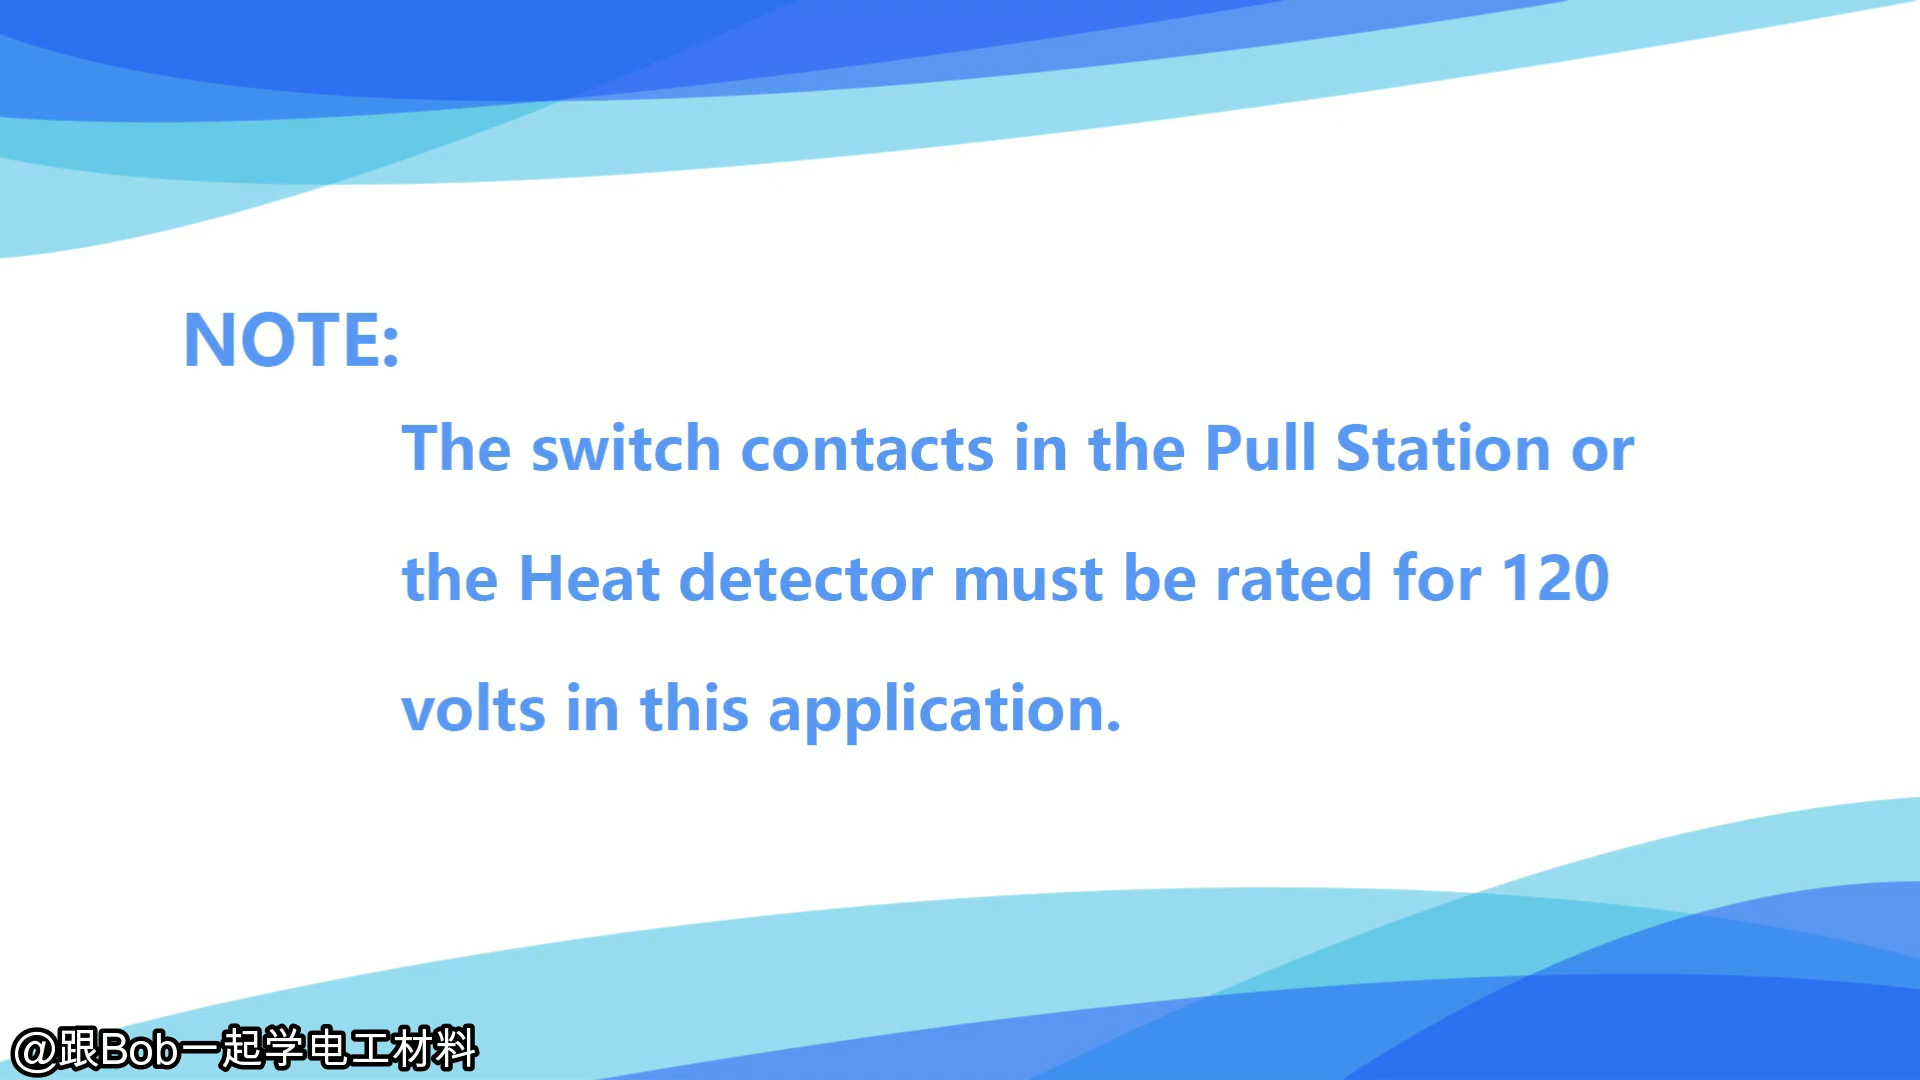 NOTE:
The switch contacts in the Pull Station or
the Heat detector must be rated for 120
volts in this application.
@跟Bob一起学电工材料